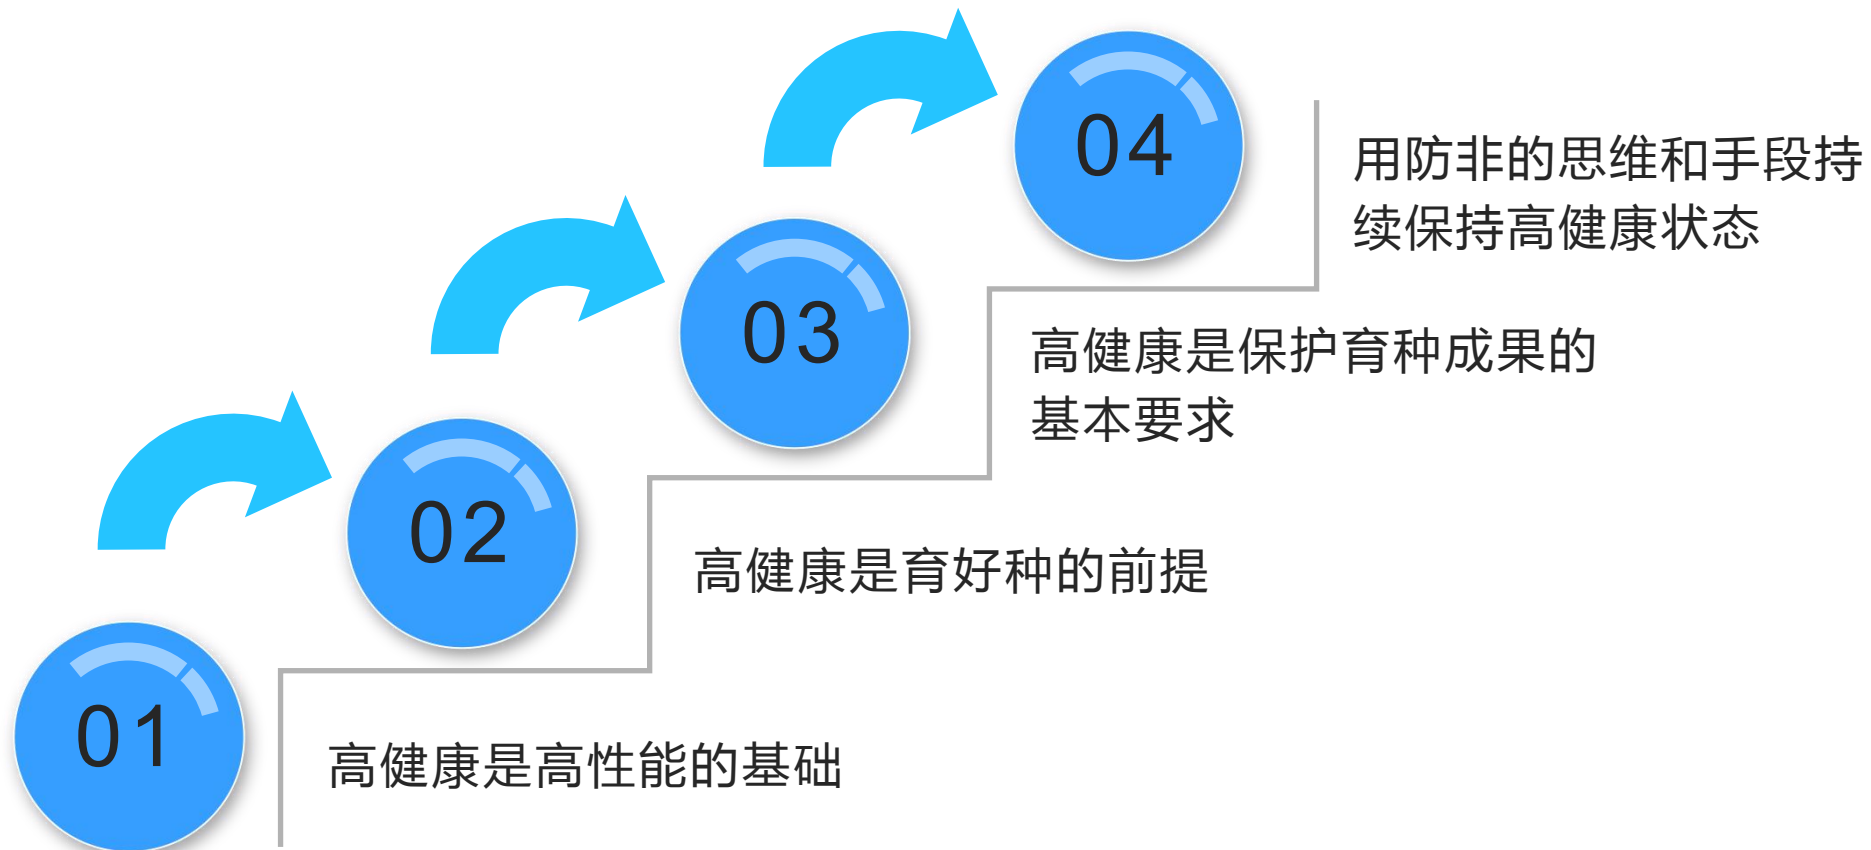 04
用防非的思维和手段持
续保持高健康状态
03
高健康是保护育种成果的
基本要求
02
高健康是育好种的前提
01
高健康是高性能的基础